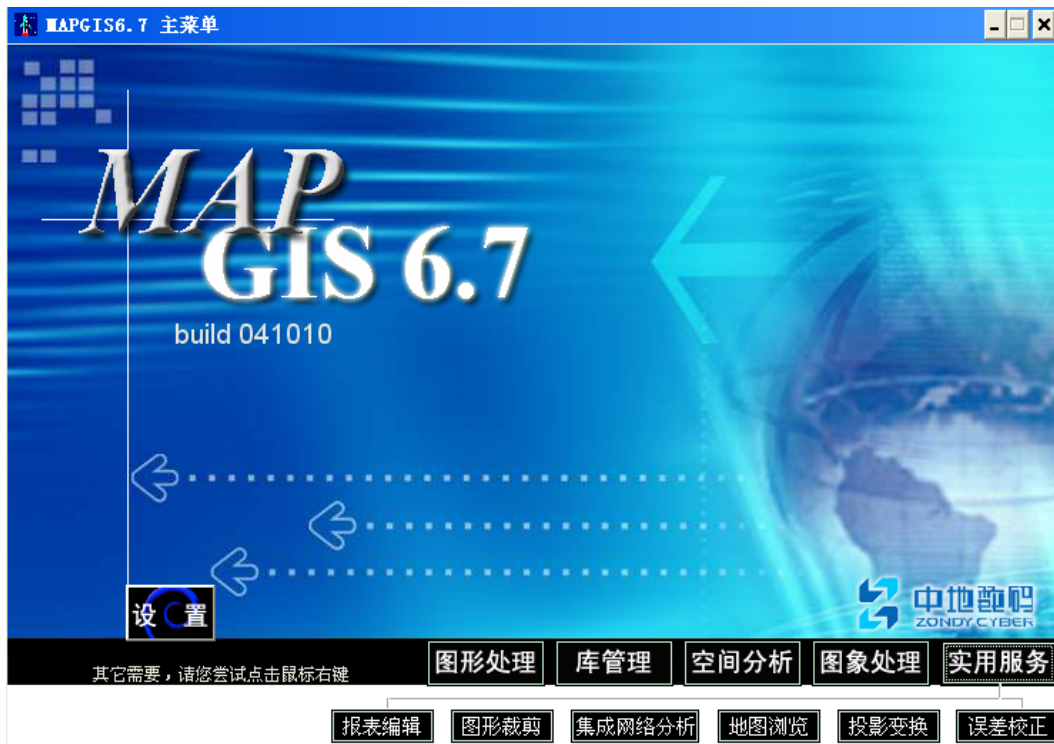 MAPGIS6.7 主菜单
MAP
GIS 6.7
build 041010
设置
中地数码
ZONDY CYBER
其它需要，请您尝试点击鼠标右键
图形处理 库管理 空间分析 图象处理 实用服务
报表编辑 图形裁剪 集成网络分析 地图浏览 投影变换 误差校正